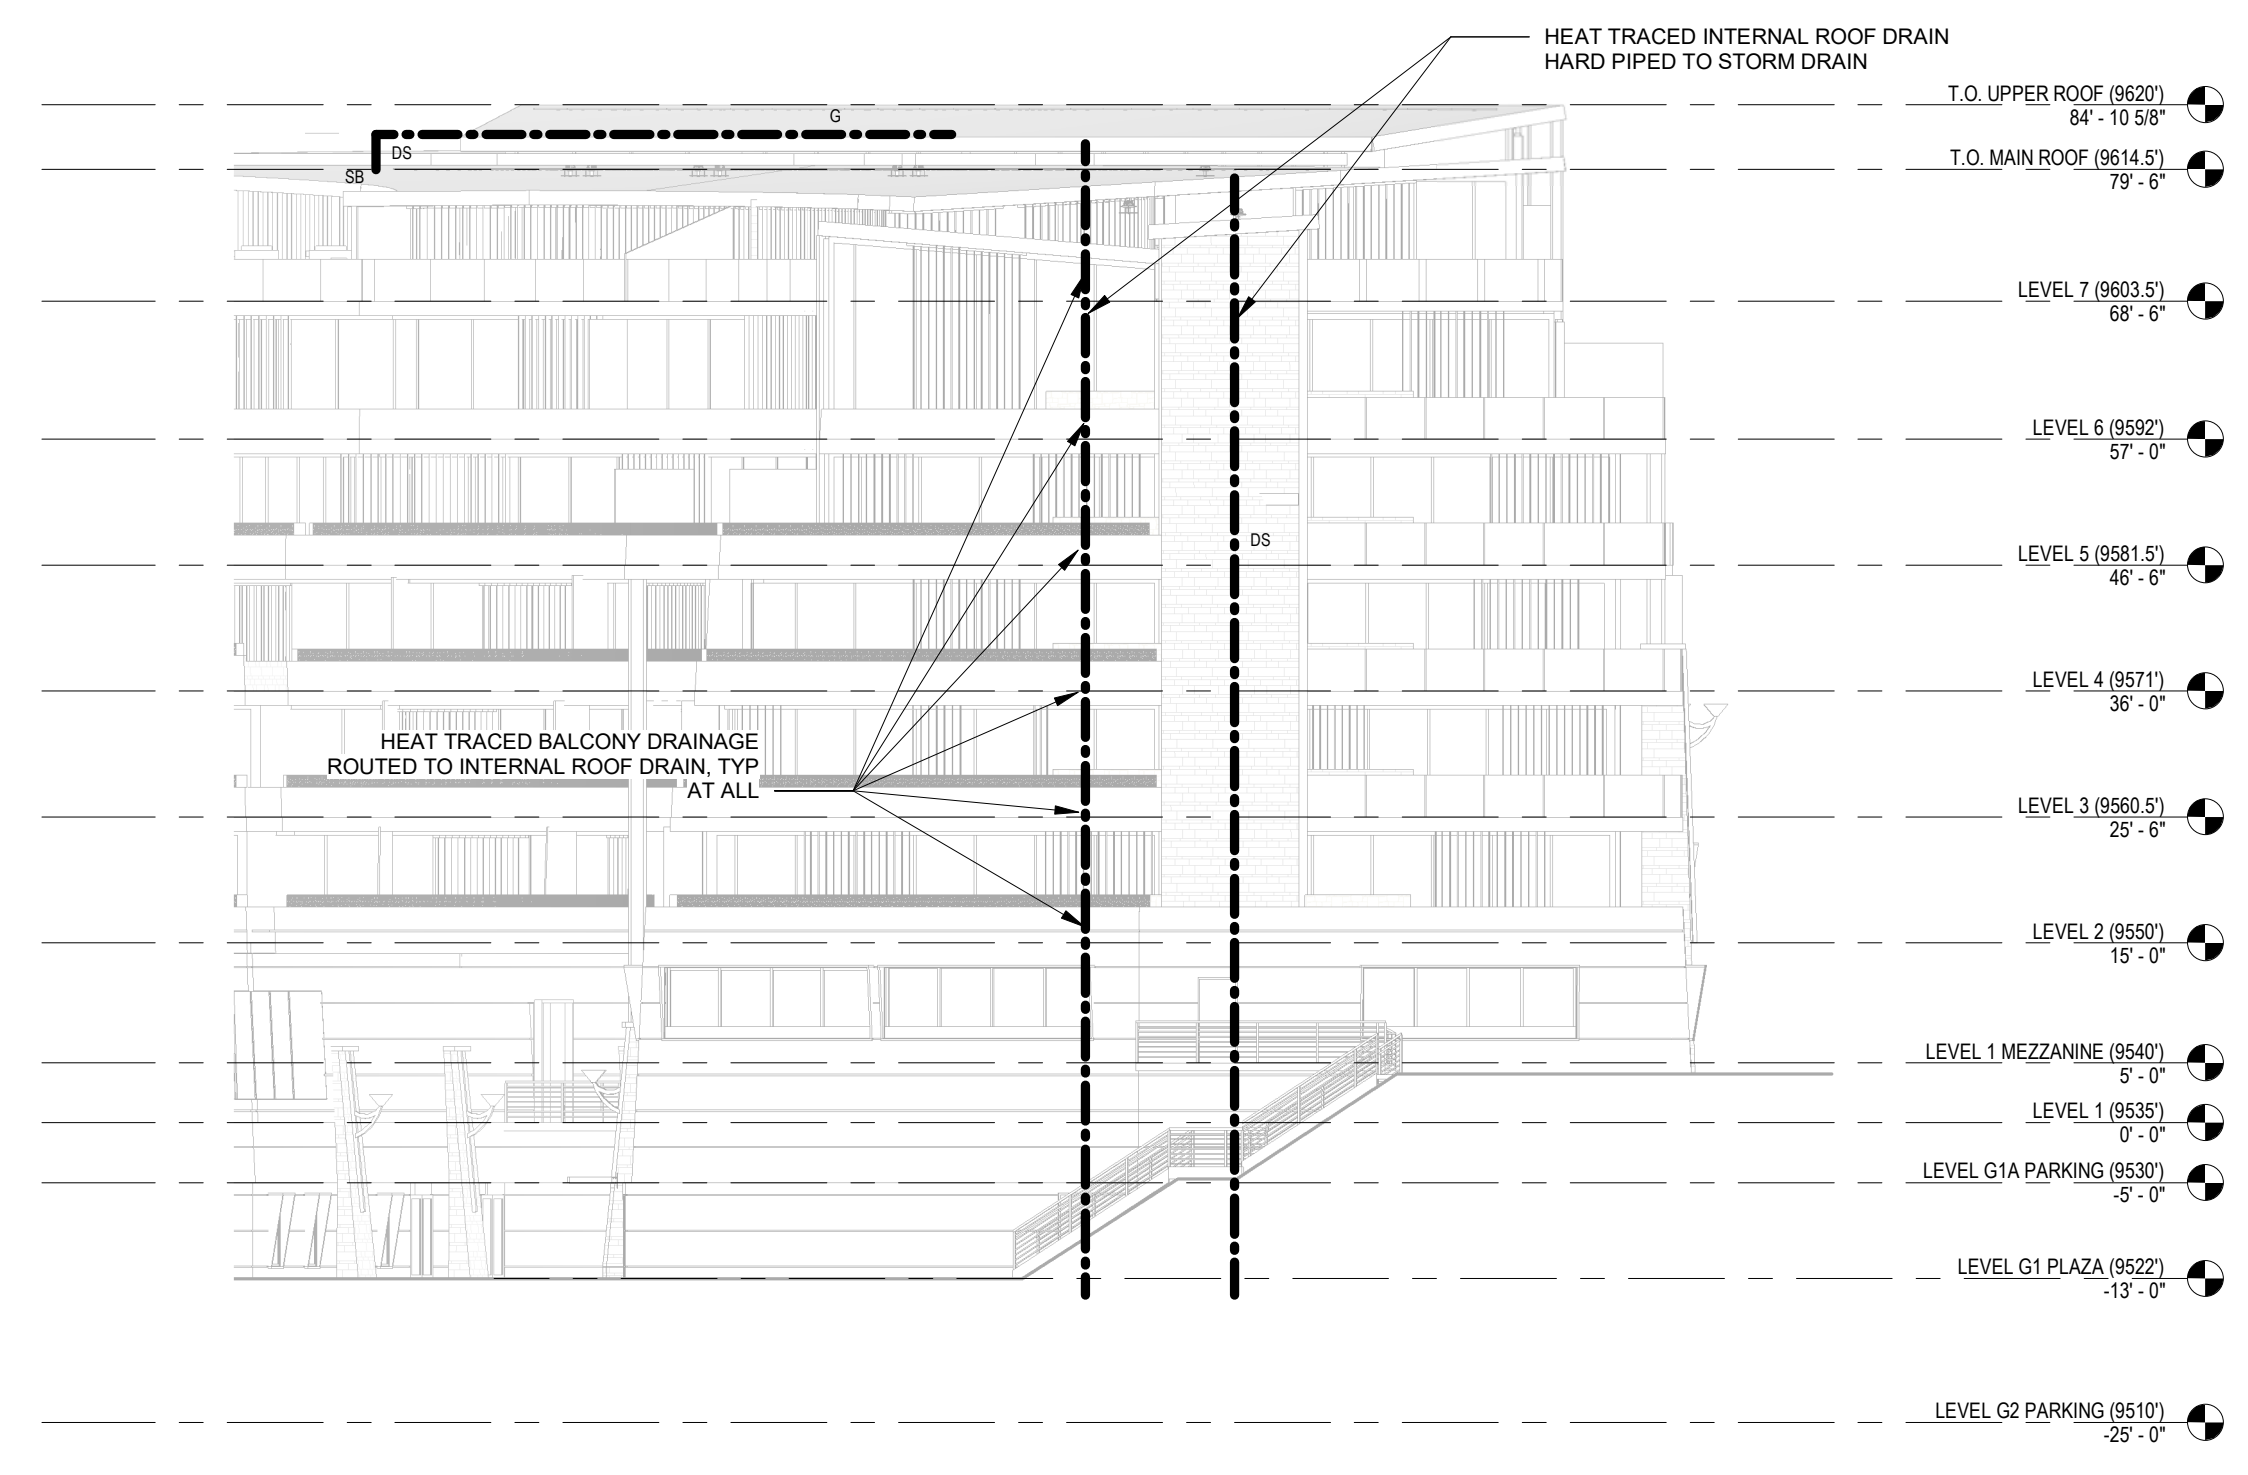 HEAT TRACED INTERNAL ROOF DRAIN
HARD PIPED TO STORM DRAIN
T.O. UPPER ROOF (9620')
84' - 10 5/8"
G
DS
SB
T.O. MAIN ROOF (9614.5')
79' - 6"
LEVEL 7 (9603.5')
68' - 6"
LEVEL 6 (9592')
57' - 0"
DS
LEVEL 5 (9581.5')
46' - 6"
LEVEL 4 (9571')
36' - 0"
HEAT TRACED BALCONY DRAINAGE
ROUTED TO INTERNAL ROOF DRAIN, TYP
AT ALL
LEVEL 3 (9560.5')
25' - 6"
LEVEL 2 (9550')
15' - 0"
LEVEL 1 MEZZANINE (9540')
5' - 0"
LEVEL 1 (9535')
0' - 0"
LEVEL G1A PARKING (9530')
-5' - 0"
LEVEL G1 PLAZA (9522')
-13' - 0"
LEVEL G2 PARKING (9510')
-25' - 0"